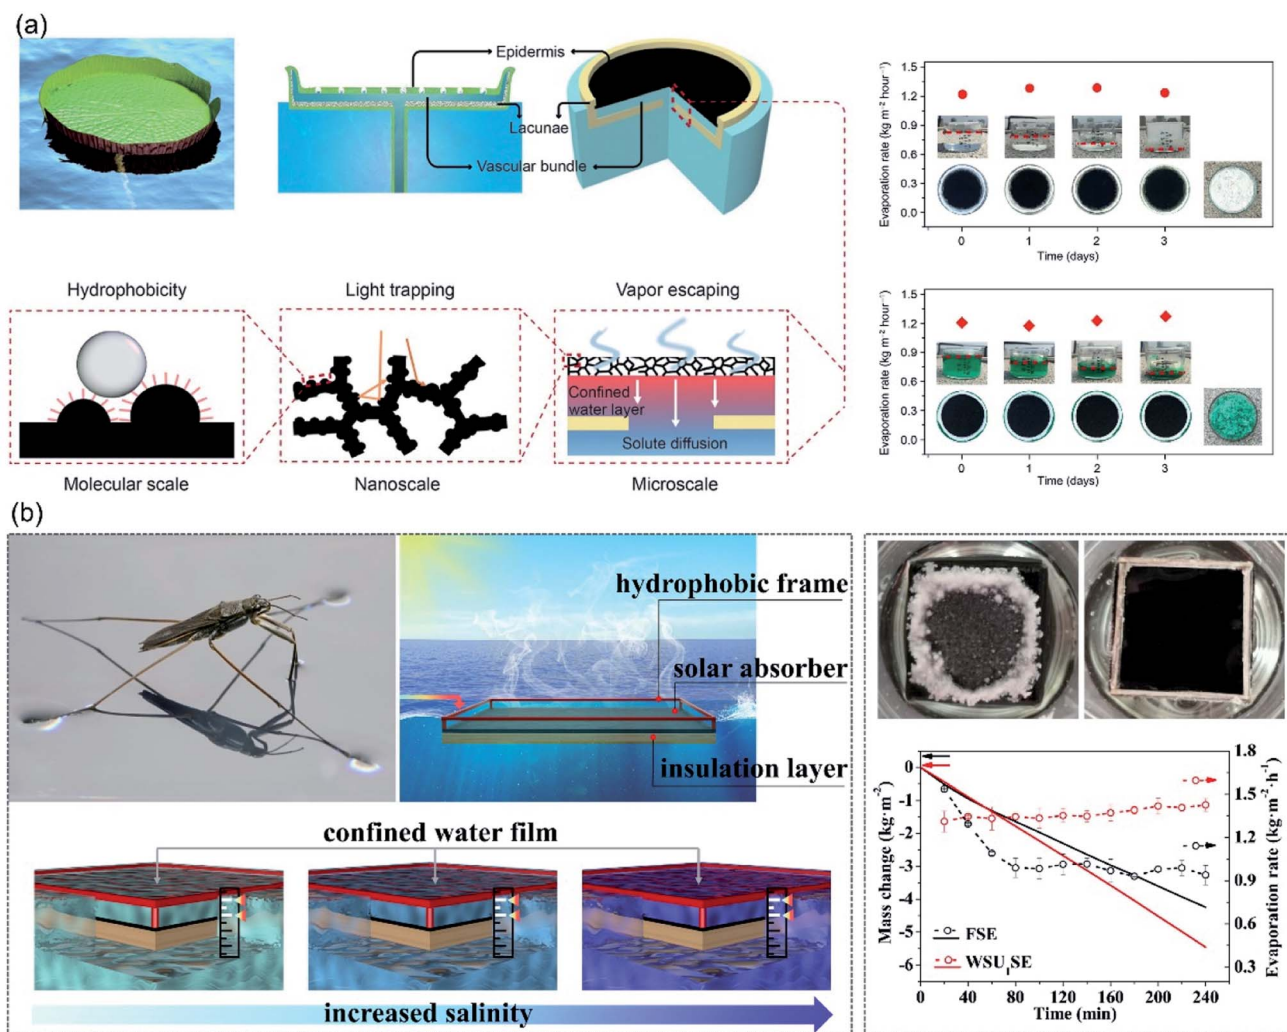 (a)
Epidermis
Lacunae
Vascular bundle
Hydrophobicity
Light trapping
Vapor escaping
Confined
water layer
Solute diffusion
Molecular scale
Nanoscale
Microscale
Evaporation rate (kg m⁻² hour⁻¹)
1.5
1.2
0.9
0.6
0.3
0.0
0
1
2
3
Time (days)
Evaporation rate (kg m⁻² hour⁻¹)
1.5
1.2
0.9
0.6
0.3
0.0
0
1
2
3
Time (days)
(b)
hydrophobic frame
solar absorber
insulation layer
confined water film
increased salinity
Mass change (kg·m⁻²)
0
-1
-2
-3
-4
-5
-6
1.8
1.5
1.2
0.9
0.6
0.3
Evaporation rate (kg·m⁻²·h⁻¹)
FSE
WSUISE
0 40 80 120 160 200 240
Time (min)